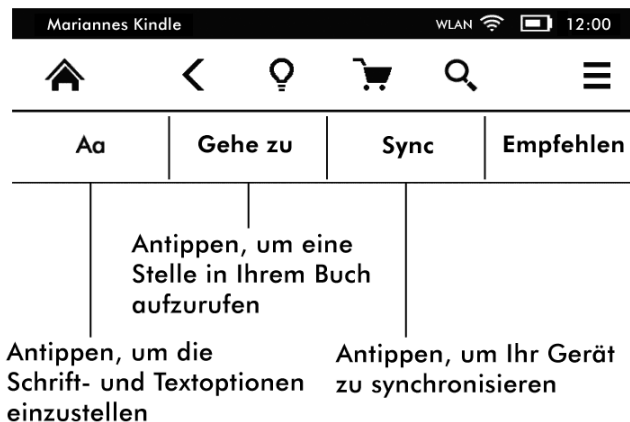 Mariannes Kindle WLAN 12:00
Aa Gehe zu Sync Empfehlen
Antippen, um eine
Stelle in Ihrem Buch
aufzurufen
Antippen, um die
Schrift- und Textoptionen
einzustellen
Antippen, um Ihr Gerät
zu synchronisieren